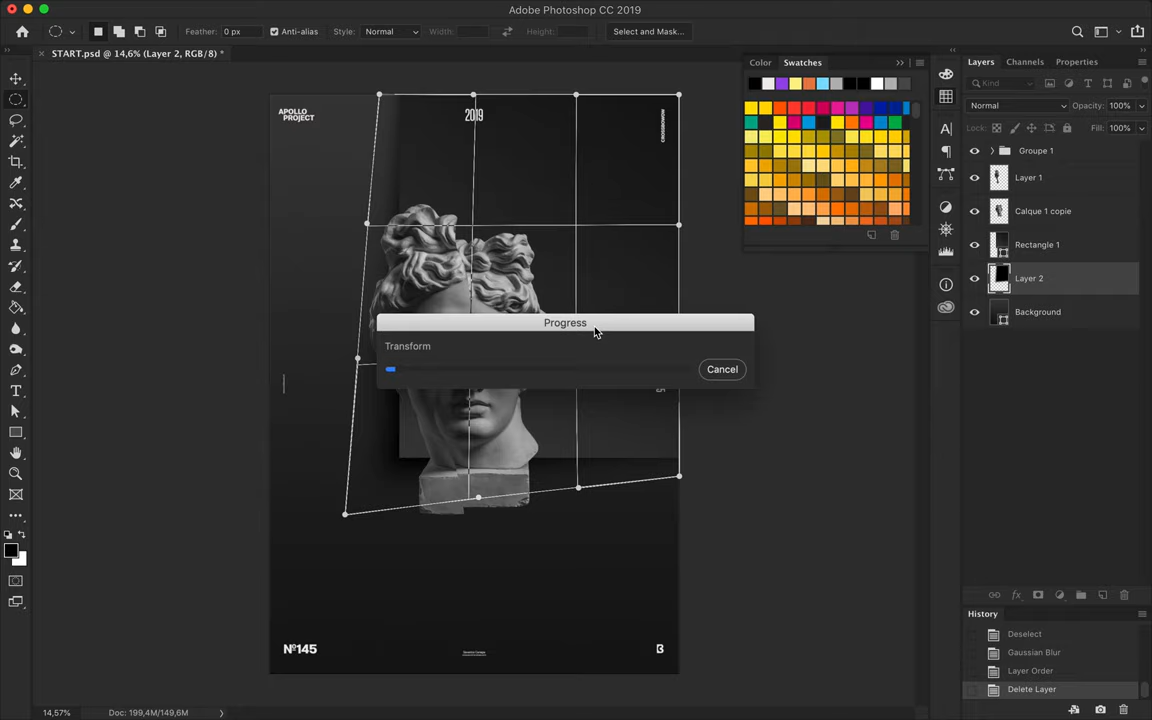 Adobe Photoshop CC 2019
Feather: 0 px
Anti-alias
Style: Normal
Width:
Height:
Select and Mask...
× START.psd @ 14,6% (Layer 2, RGB/8) *
APOLLO
PROJECT
2019
Nº145
B
Progress
Transform
Cancel
Color
Swatches
Layers
Channels
Properties
Kind
Normal
Opacity: 100%
Lock:
Fill: 100%
Groupe 1
Layer 1
Calque 1 copie
Rectangle 1
Layer 2
Background
fx
History
Deselect
Gaussian Blur
Layer Order
Delete Layer
14,57%
Doc: 199,4M/149,6M